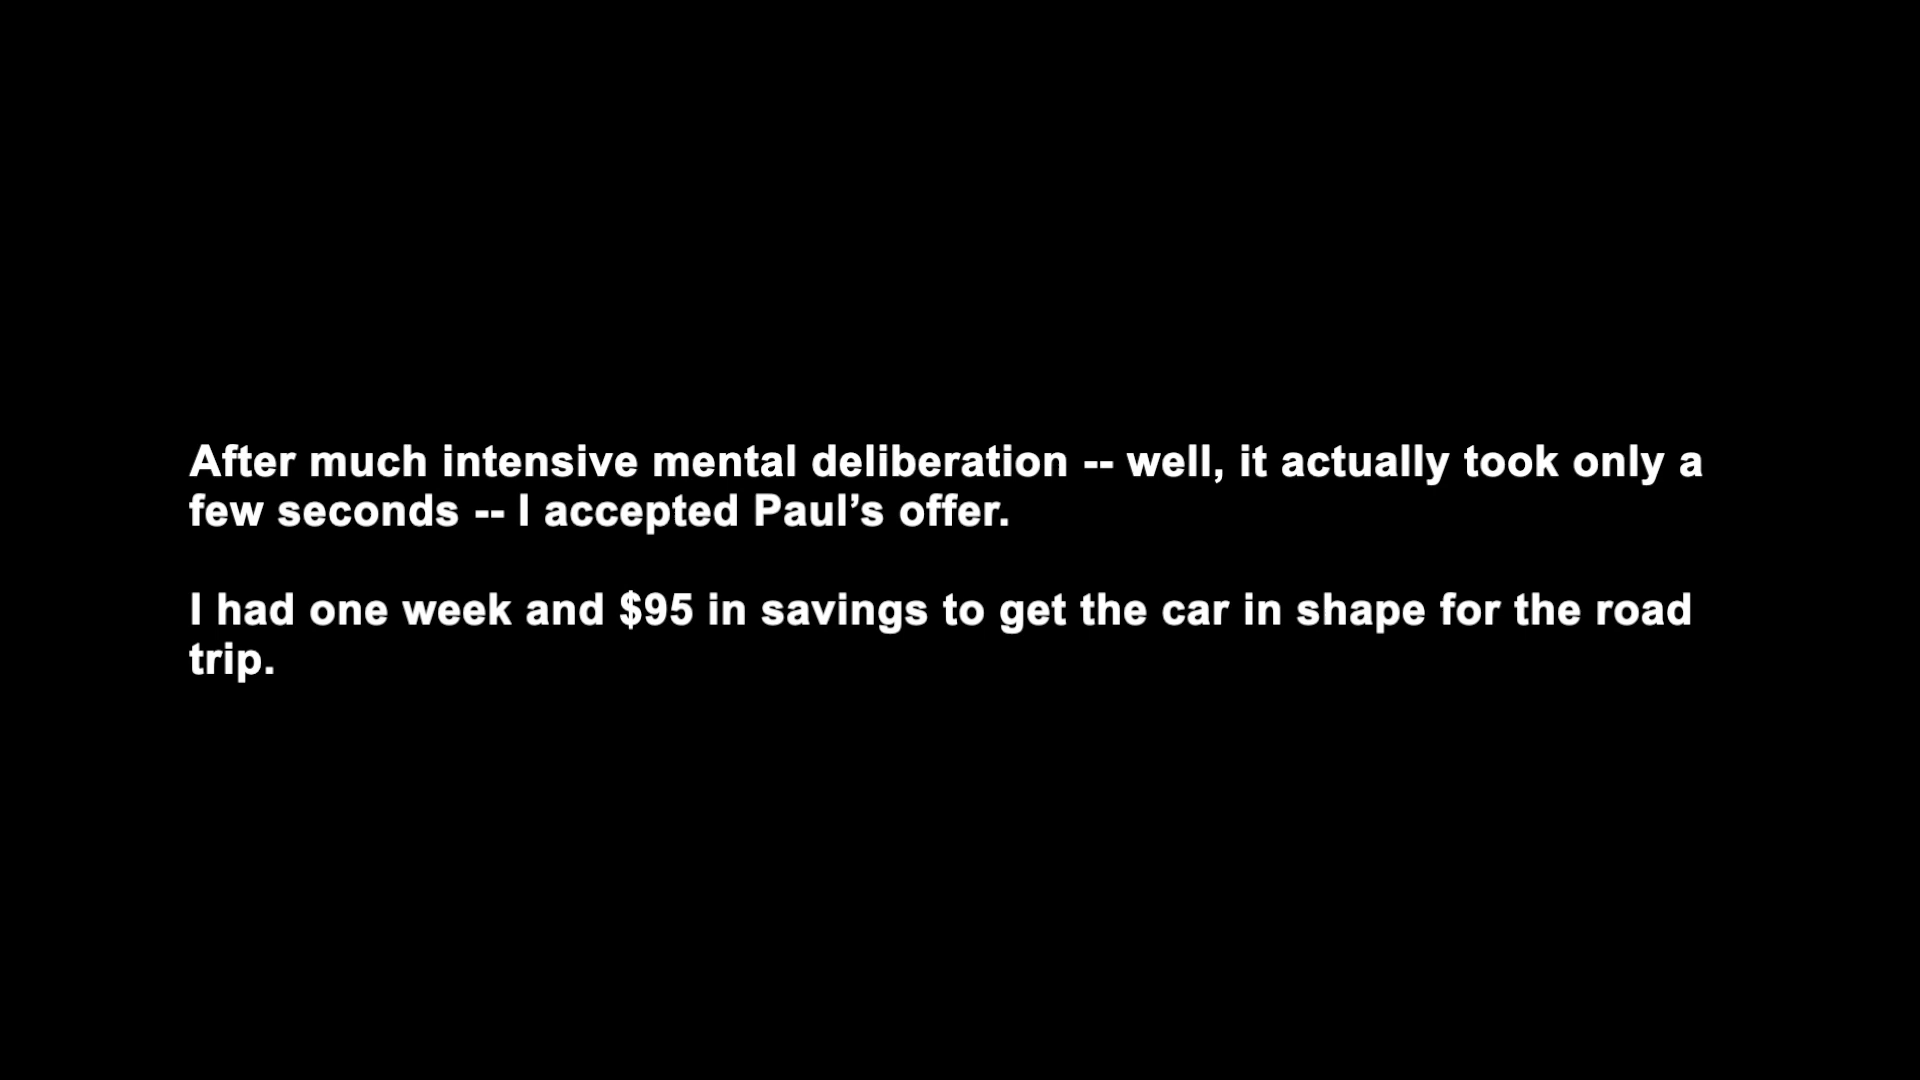 After much intensive mental deliberation -- well, it actually took only a
few seconds -- I accepted Paul’s offer.
I had one week and $95 in savings to get the car in shape for the road
trip.